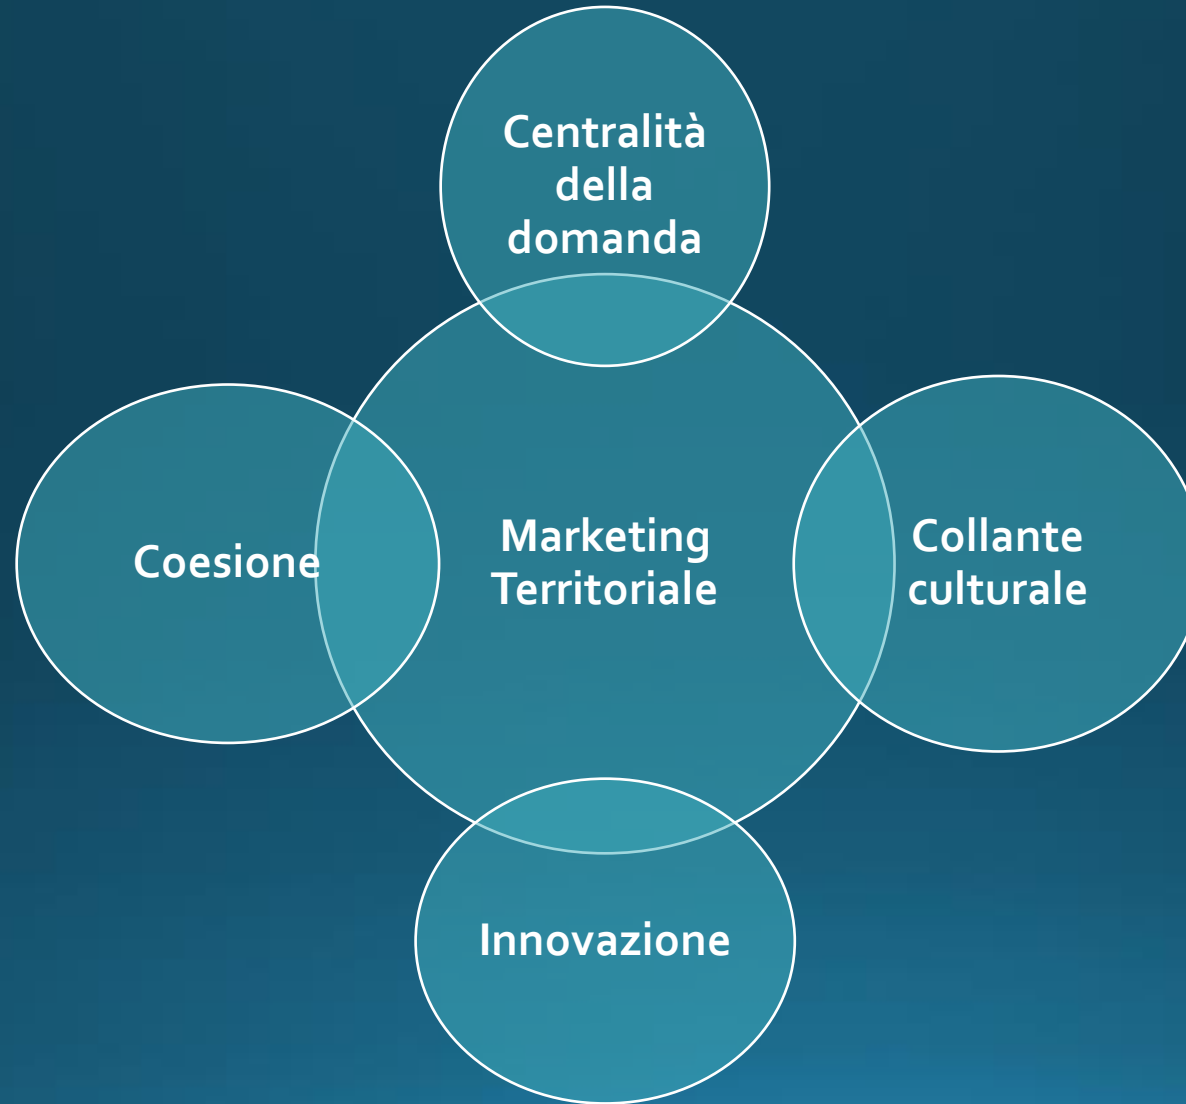 Centralità
della
domanda
Coesione
Marketing
Territoriale
Collante
culturale
Innovazione